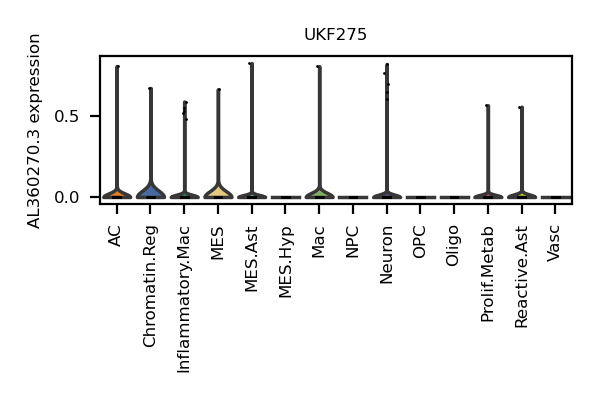 UKF275
AL360270.3 expression
0.5
0.0
AC
Chromatin.Reg
Inflammatory.Mac
MES
MES.Ast
MES.Hyp
Mac
NPC
Neuron
OPC
Oligo
Prolif.Metab
Reactive.Ast
Vasc